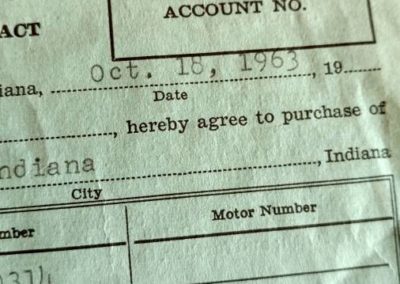 ACCOUNT NO.
ACT
iana, Oct. 18, 1963, 19
Date
, hereby agree to purchase of
ndiana, Indiana
City
mber Motor Number